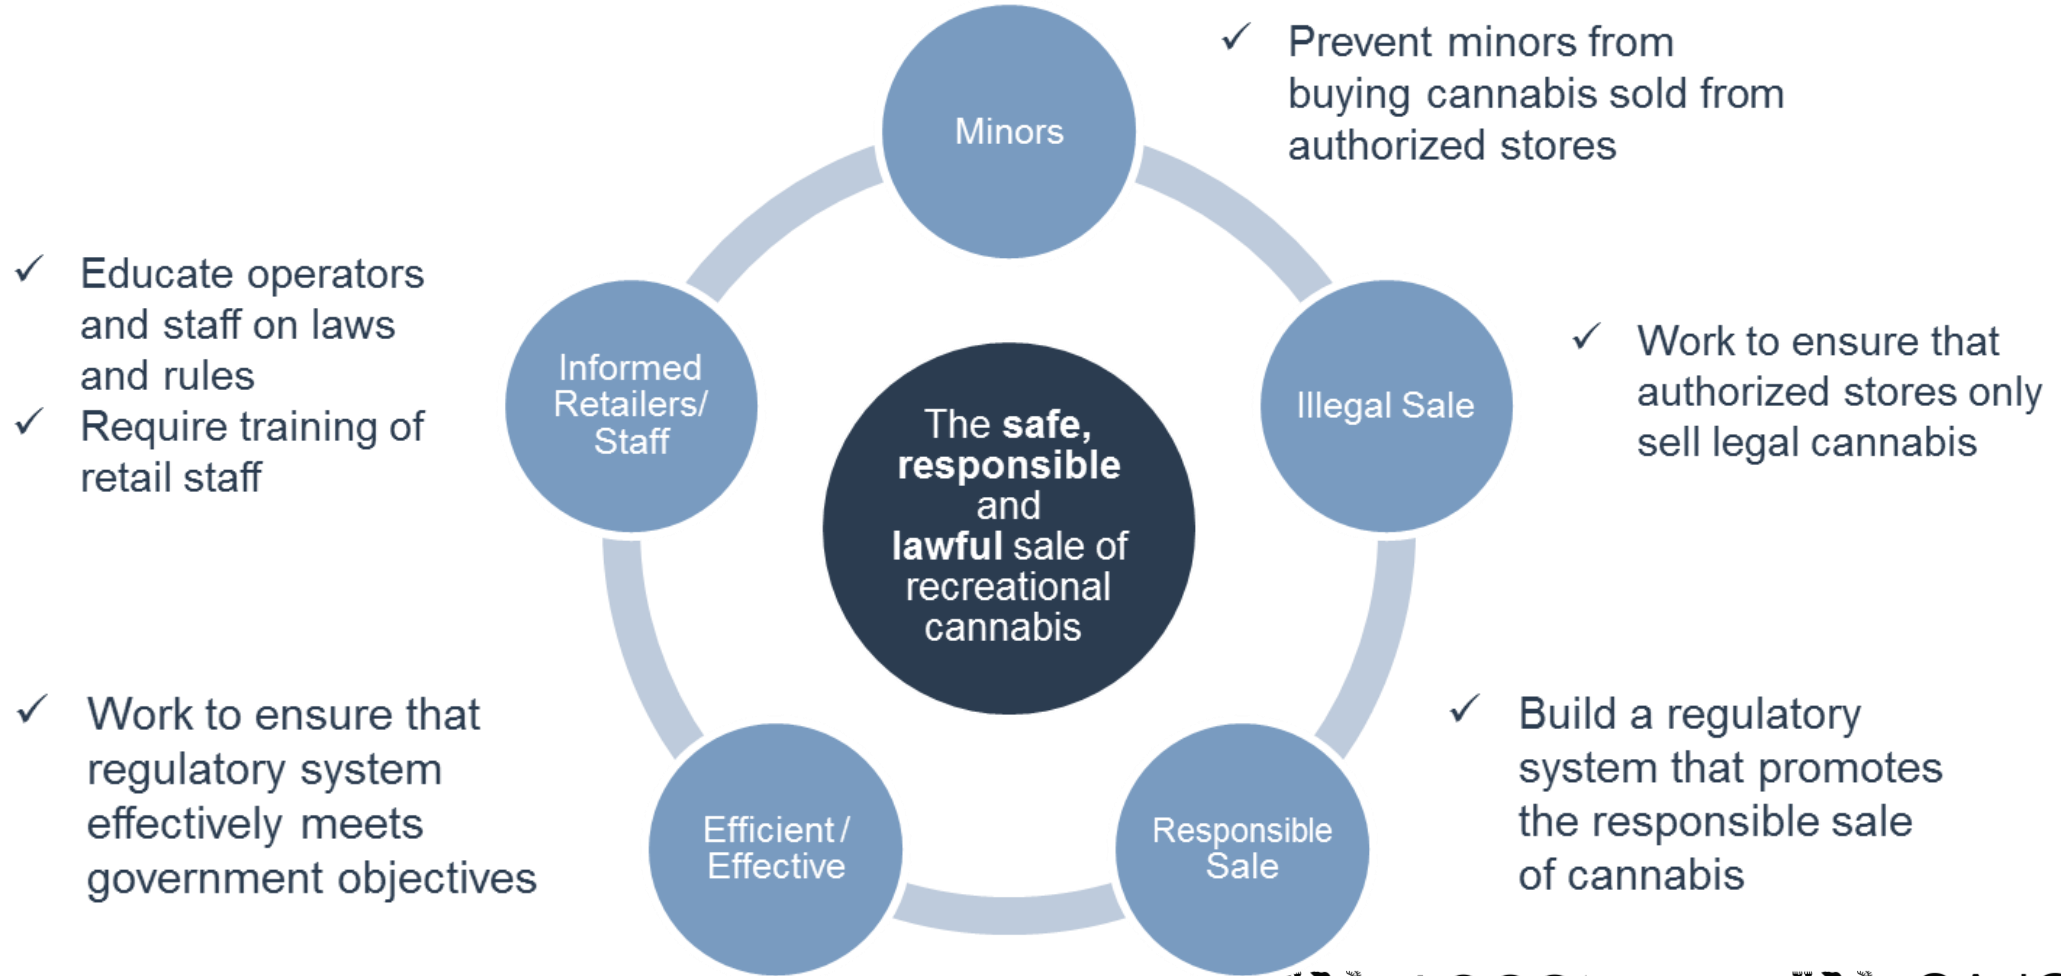 Minors
✓ Prevent minors from
buying cannabis sold from
authorized stores
Illegal Sale
✓ Work to ensure that
authorized stores only
sell legal cannabis
Responsible
Sale
✓ Build a regulatory
system that promotes
the responsible sale
of cannabis
Efficient /
Effective
✓ Work to ensure that
regulatory system
effectively meets
government objectives
Informed
Retailers/
Staff
✓ Educate operators
and staff on laws
and rules
✓ Require training of
retail staff
The safe,
responsible
and
lawful sale of
recreational
cannabis